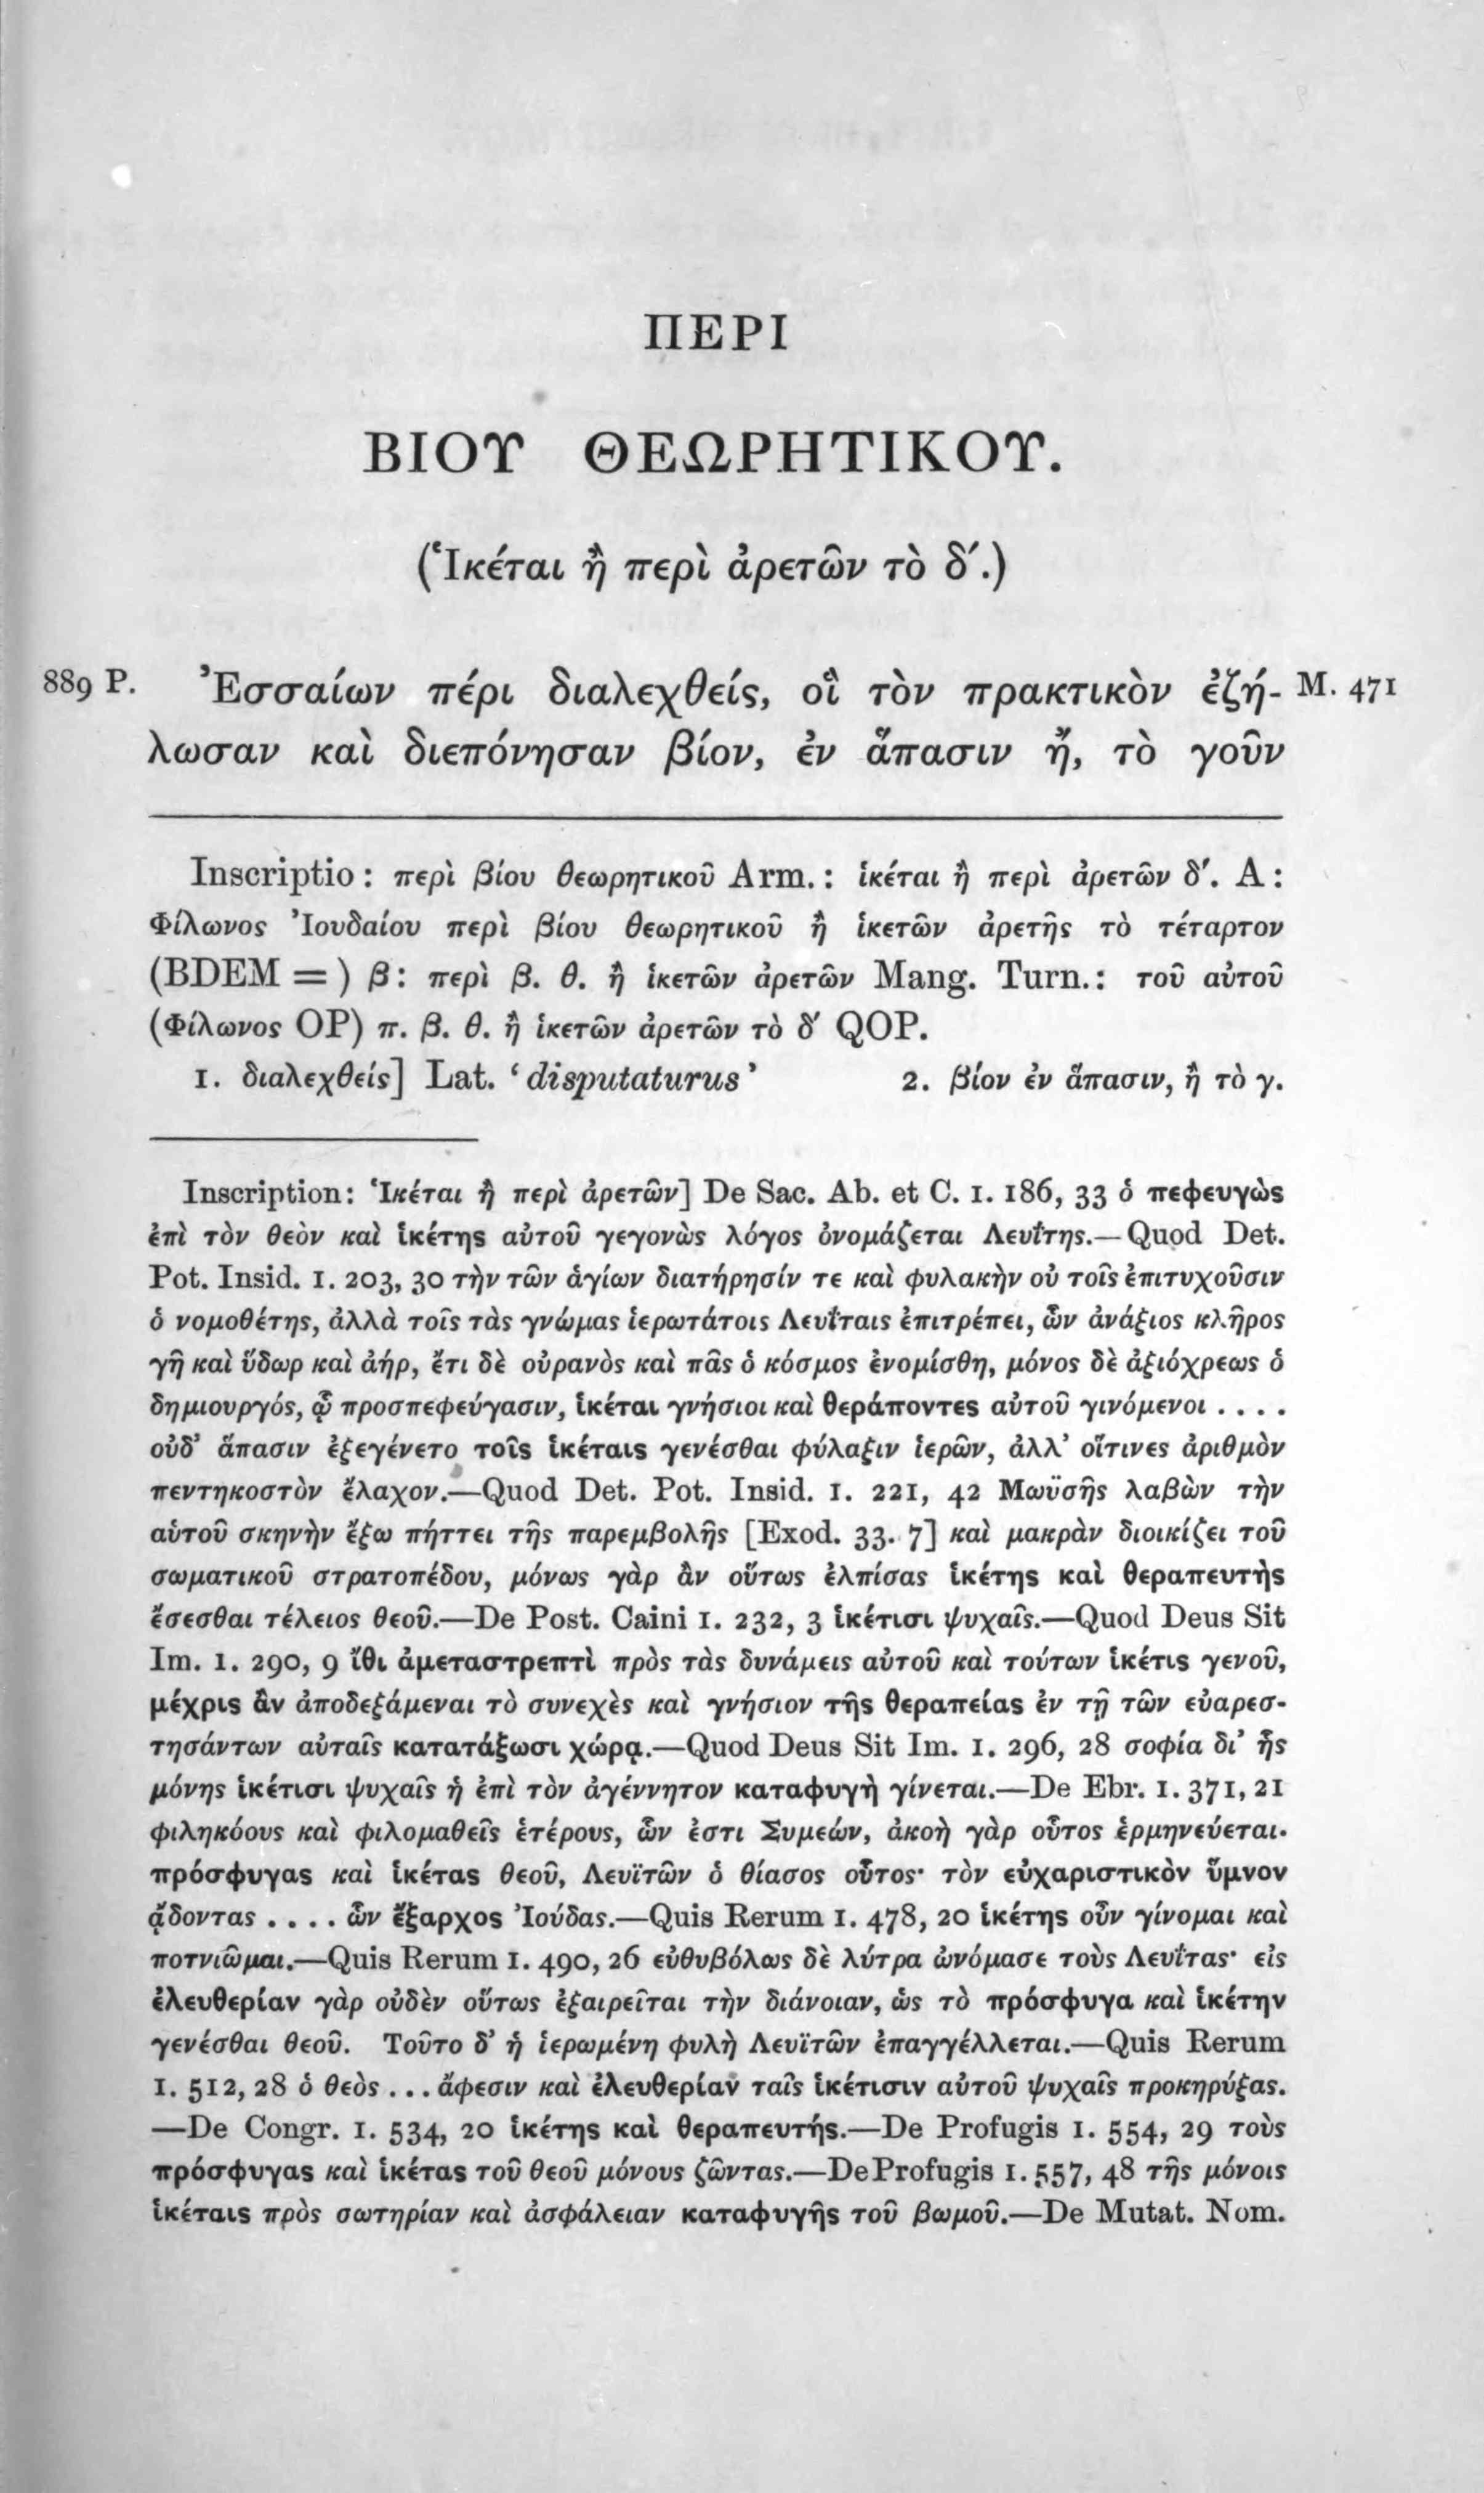 ΠΕΡΙ
ΒΙΟΥ ΘΕΩΡΗΤΙΚΟΥ.
(Ἱκέται ἢ περὶ ἀρετῶν τὸ δ´.)
889 P. Ἐσσαίων πέρι διαλεχθείς, οἳ τὸν πρακτικὸν ἐζή- M. 471
λωσαν καὶ διεπόνησαν βίον, ἐν ἅπασιν ἤ, τὸ γοῦν
Inscriptio: περὶ βίου θεωρητικοῦ Arm.: ἱκέται ἢ περὶ ἀρετῶν δ´. A:
Φίλωνος Ἰουδαίου περὶ βίου θεωρητικοῦ ἢ ἱκετῶν ἀρετῆς τὸ τέταρτον
(BDEM =) β: περὶ β. θ. ἢ ἱκετῶν ἀρετῶν Mang. Turn.: τοῦ αὐτοῦ
(Φίλωνος OP) π. β. θ. ἢ ἱκετῶν ἀρετῶν τὸ δ´ QOP.
1. διαλεχθείς] Lat. ‘disputaturus’ 2. βίον ἐν ἅπασιν, ἢ τὸ γ.
Inscription: Ἱκέται ἢ περὶ ἀρετῶν] De Sac. Ab. et C. 1. 186, 33 ὁ πεφευγὼς
ἐπὶ τὸν θεὸν καὶ ἱκέτης αὐτοῦ γεγονὼς λόγος ὀνομάζεται Λευΐτης.—Quod Det.
Pot. Insid. 1. 203, 30 τὴν τῶν ἁγίων διατήρησίν τε καὶ φυλακὴν οὐ τοῖς ἐπιτυχοῦσιν
ὁ νομοθέτης, ἀλλὰ τοῖς τὰς γνώμας ἱερωτάτοις Λευΐταις ἐπιτρέπει, ὧν ἀνάξιος κλῆρος
γῆ καὶ ὕδωρ καὶ ἀήρ, ἔτι δὲ οὐρανὸς καὶ πᾶς ὁ κόσμος ἐνομίσθη, μόνος δὲ ἀξιόχρεως ὁ
δημιουργός, ᾧ προσπεφεύγασιν, ἱκέται γνήσιοι καὶ θεράποντες αὐτοῦ γινόμενοι . . . .
οὐδ’ ἅπασιν ἐξεγένετο τοῖς ἱκέταις γενέσθαι φύλαξιν ἱερῶν, ἀλλ’ οἵτινες ἀριθμὸν
πεντηκοστὸν ἔλαχον.—Quod Det. Pot. Insid. 1. 221, 42 Μωϋσῆς λαβὼν τὴν
αὑτοῦ σκηνὴν ἔξω πήττει τῆς παρεμβολῆς [Exod. 33. 7] καὶ μακρὰν διοικίζει τοῦ
σωματικοῦ στρατοπέδου, μόνως γὰρ ἂν οὕτως ἐλπίσας ἱκέτης καὶ θεραπευτὴς
ἔσεσθαι τέλειος θεοῦ.—De Post. Caini 1. 232, 3 ἱκέτισι ψυχαῖς.—Quod Deus Sit
Im. 1. 290, 9 ἴθι ἀμεταστρεπτὶ πρὸς τὰς δυνάμεις αὐτοῦ καὶ τούτων ἱκέτις γενοῦ,
μέχρις ἂν ἀποδεξάμεναι τὸ συνεχὲς καὶ γνήσιον τῆς θεραπείας ἐν τῇ τῶν εὐαρεσ-
τησάντων αὐταῖς κατατάξωσι χώρᾳ.—Quod Deus Sit Im. 1. 296, 28 σοφία δι’ ἧς
μόνης ἱκέτισι ψυχαῖς ἡ ἐπὶ τὸν ἀγέννητον καταφυγὴ γίνεται.—De Ebr. 1. 371, 21
φιληκόους καὶ φιλομαθεῖς ἑτέρους, ὧν ἐστι Συμεών, ἀκοὴ γὰρ οὗτος ἑρμηνεύεται·
πρόσφυγας καὶ ἱκέτας θεοῦ, Λευϊτῶν ὁ θίασος οὗτος· τὸν εὐχαριστικὸν ὕμνον
ᾄδοντας . . . . ὧν ἔξαρχος Ἰούδας.—Quis Rerum 1. 478, 20 ἱκέτης οὖν γίνομαι καὶ
ποτνιῶμαι.—Quis Rerum 1. 490, 26 εὐθυβόλως δὲ λύτρα ὠνόμασε τοὺς Λευΐτας· εἰς
ἐλευθερίαν γὰρ οὐδὲν οὕτως ἐξαιρεῖται τὴν διάνοιαν, ὡς τὸ πρόσφυγα καὶ ἱκέτην
γενέσθαι θεοῦ. Τοῦτο δ’ ἡ ἱερωμένη φυλὴ Λευϊτῶν ἐπαγγέλλεται.—Quis Rerum
1. 512, 28 ὁ θεὸς . . . ἄφεσιν καὶ ἐλευθερίαν ταῖς ἱκέτισιν αὐτοῦ ψυχαῖς προκηρύξας.
—De Congr. 1. 534, 20 ἱκέτης καὶ θεραπευτής.—De Profugis 1. 554, 29 τοὺς
πρόσφυγας καὶ ἱκέτας τοῦ θεοῦ μόνους ζῶντας.—De Profugis 1. 557, 48 τῆς μόνοις
ἱκέταις πρὸς σωτηρίαν καὶ ἀσφάλειαν καταφυγῆς τοῦ βωμοῦ.—De Mutat. Nom.